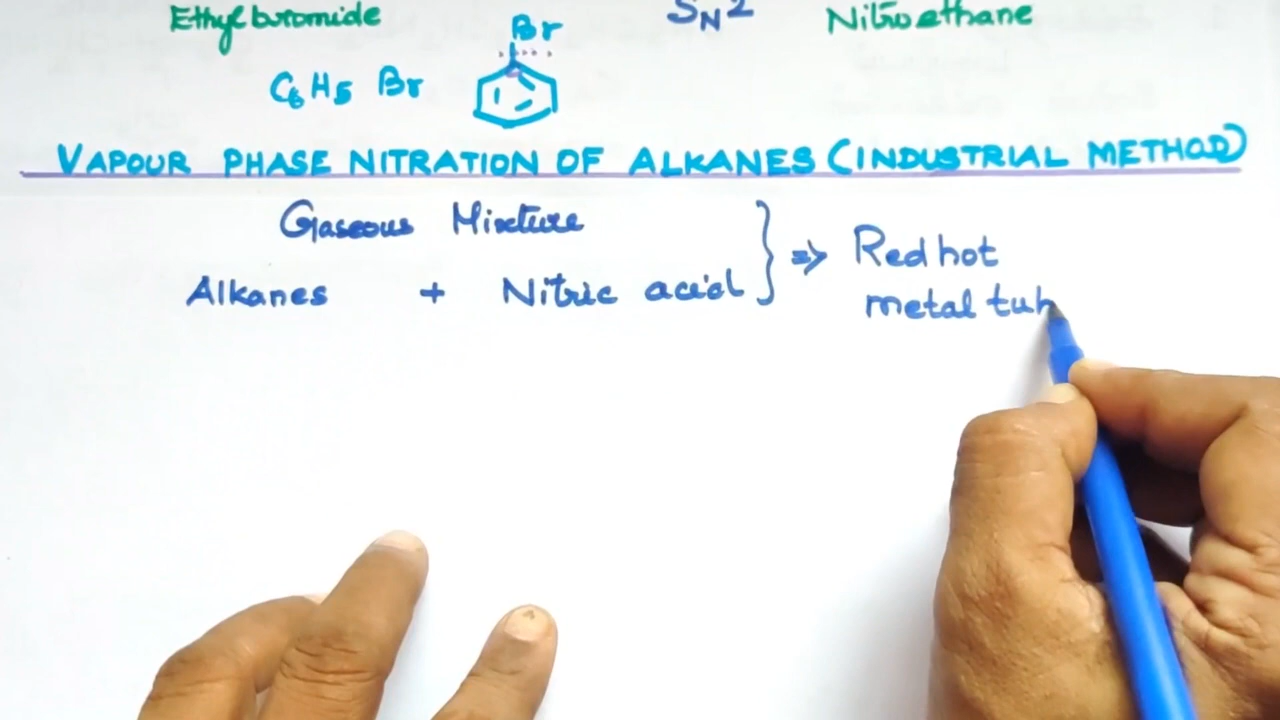 Ethyl bromide SN2 Nitroethane
Br
C6H5 Br
VAPOUR PHASE NITRATION OF ALKANES (INDUSTRIAL METHOD)
Gaseous Mixture
Alkanes + Nitric acid } ⇒ Red hot
metal tub